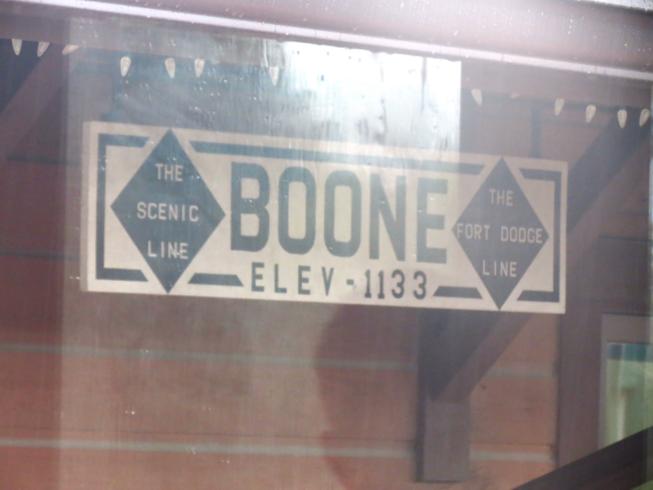 THE
SCENIC
LINE
BOONE
ELEV-1133
THE
FORT DODGE
LINE